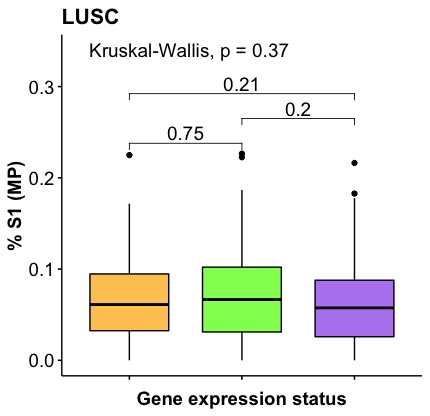 LUSC
Kruskal-Wallis, p = 0.37
0.21
0.2
0.75
% S1 (MP)
0.3
0.2
0.1
0.0
Gene expression status